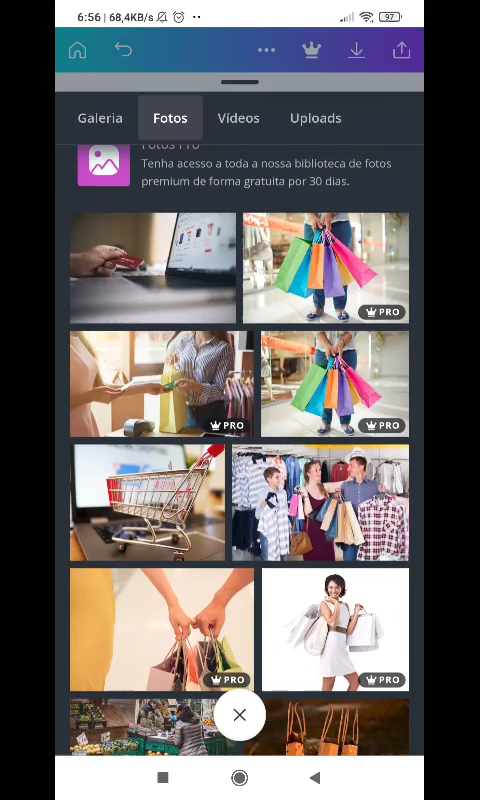 6:56 | 68,4KB/s
97
Galeria Fotos Vídeos Uploads
Fotos Pro
Tenha acesso a toda a nossa biblioteca de fotos
premium de forma gratuita por 30 dias.
PRO
PRO
PRO
PRO
PRO